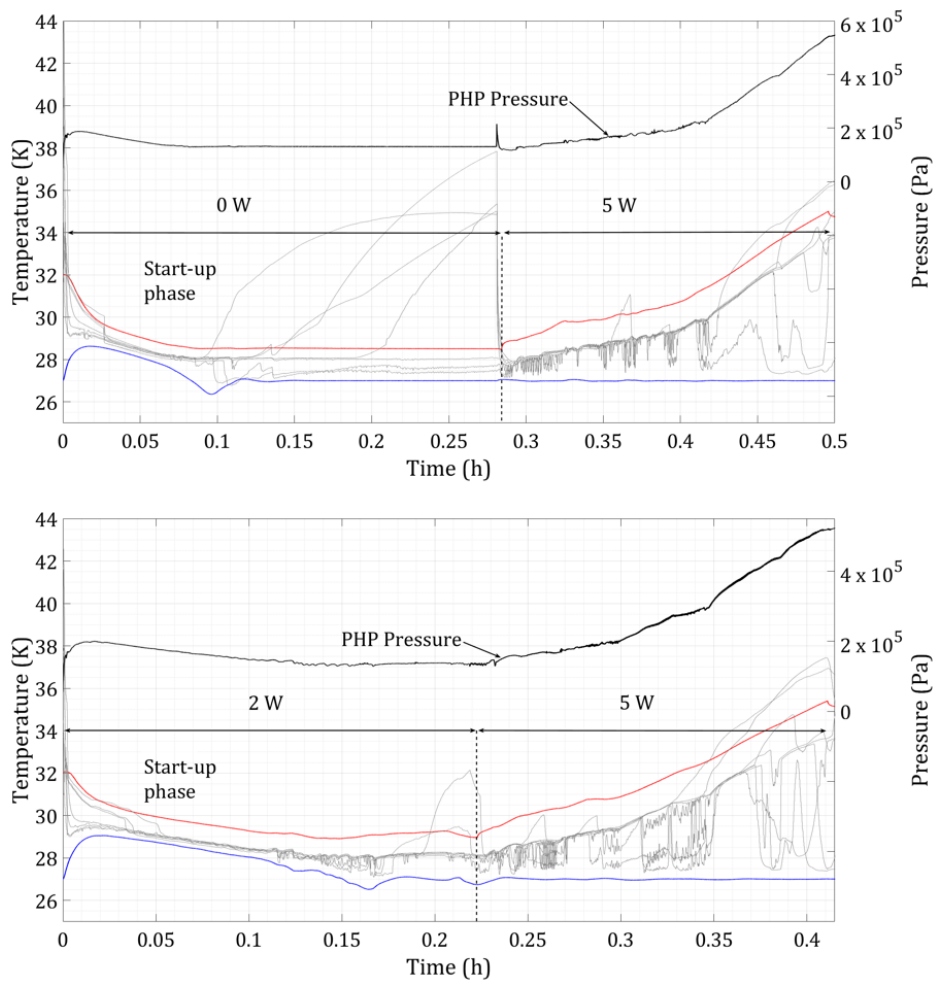 44
42
40
38
36
34
32
30
28
26
Temperature (K)
6 x 10^5
4 x 10^5
2 x 10^5
0
Pressure (Pa)
PHP Pressure
0 W
5 W
Start-up
phase
0 0.05 0.1 0.15 0.2 0.25 0.3 0.35 0.4 0.45 0.5
Time (h)
44
42
40
38
36
34
32
30
28
26
Temperature (K)
4 x 10^5
2 x 10^5
0
Pressure (Pa)
PHP Pressure
2 W
5 W
Start-up
phase
0 0.05 0.1 0.15 0.2 0.25 0.3 0.35 0.4
Time (h)